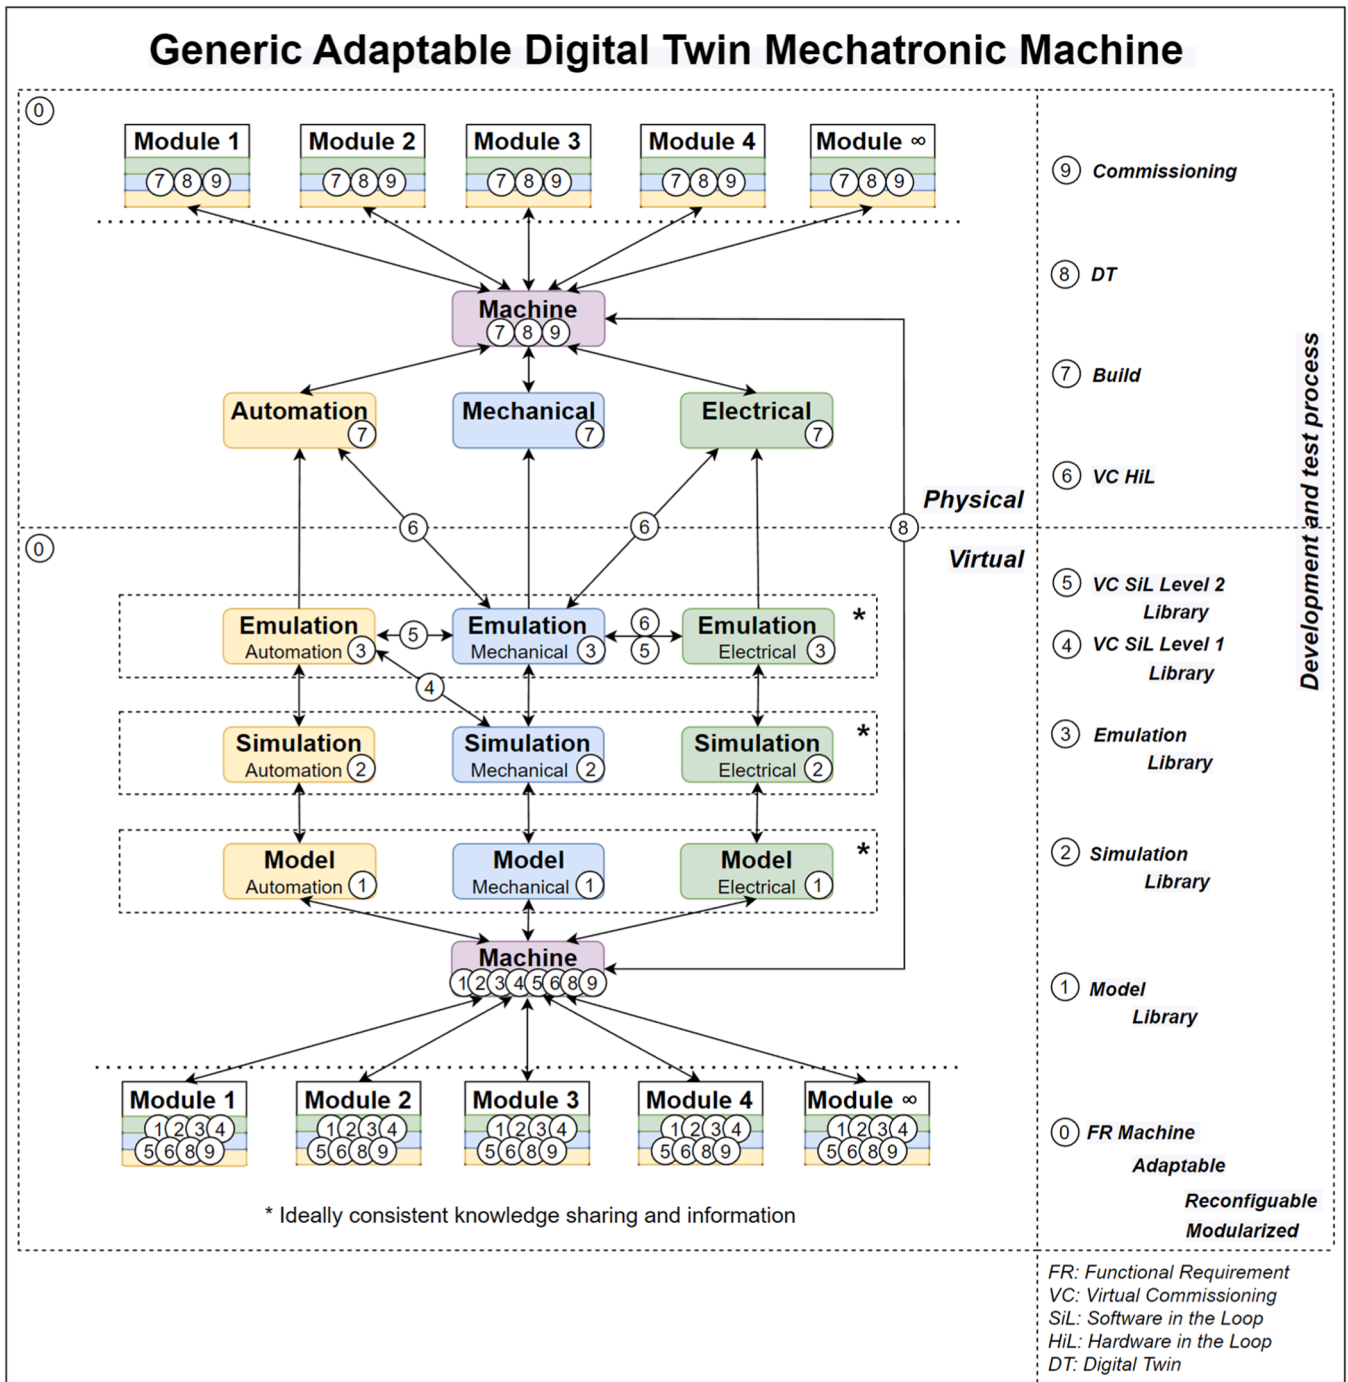 Generic Adaptable Digital Twin Mechatronic Machine
0
Module 1
7 8 9
Module 2
7 8 9
Module 3
7 8 9
Module 4
7 8 9
Module ∞
7 8 9
Machine
7 8 9
Automation
7
Mechanical
7
Electrical
7
6
6
8
Physical
0
Virtual
Emulation
Automation 3
5
Emulation
Mechanical 3
6
5
Emulation
Electrical 3
*
4
Simulation
Automation 2
Simulation
Mechanical 2
Simulation
Electrical 2
*
Model
Automation 1
Model
Mechanical 1
Model
Electrical 1
*
Machine
1 2 3 4 5 6 8 9
Module 1
1 2 3 4
5 6 8 9
Module 2
1 2 3 4
5 6 8 9
Module 3
1 2 3 4
5 6 8 9
Module 4
1 2 3 4
5 6 8 9
Module ∞
1 2 3 4
5 6 8 9
* Ideally consistent knowledge sharing and information
9 Commissioning
8 DT
7 Build
6 VC HiL
5 VC SiL Level 2
Library
4 VC SiL Level 1
Library
3 Emulation
Library
2 Simulation
Library
1 Model
Library
0 FR Machine
Adaptable
Reconfiguable
Modularized
Development and test process
FR: Functional Requirement
VC: Virtual Commissioning
SiL: Software in the Loop
HiL: Hardware in the Loop
DT: Digital Twin